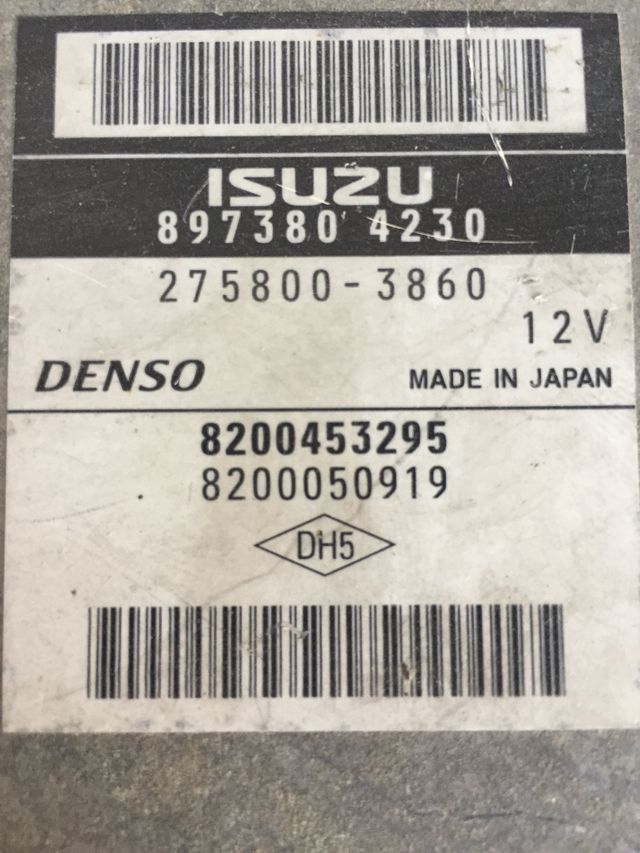 ISUZU
897380 4230
275800-3860
12V
DENSO MADE IN JAPAN
8200453295
8200050919
DH5